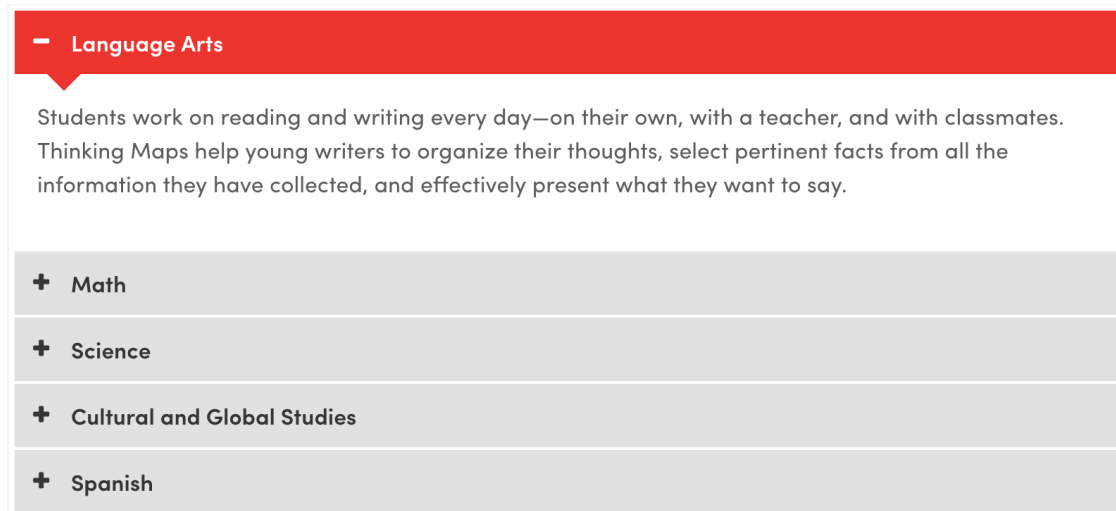 Language Arts
Students work on reading and writing every day—on their own, with a teacher, and with classmates.
Thinking Maps help young writers to organize their thoughts, select pertinent facts from all the
information they have collected, and effectively present what they want to say.
Math
Science
Cultural and Global Studies
Spanish